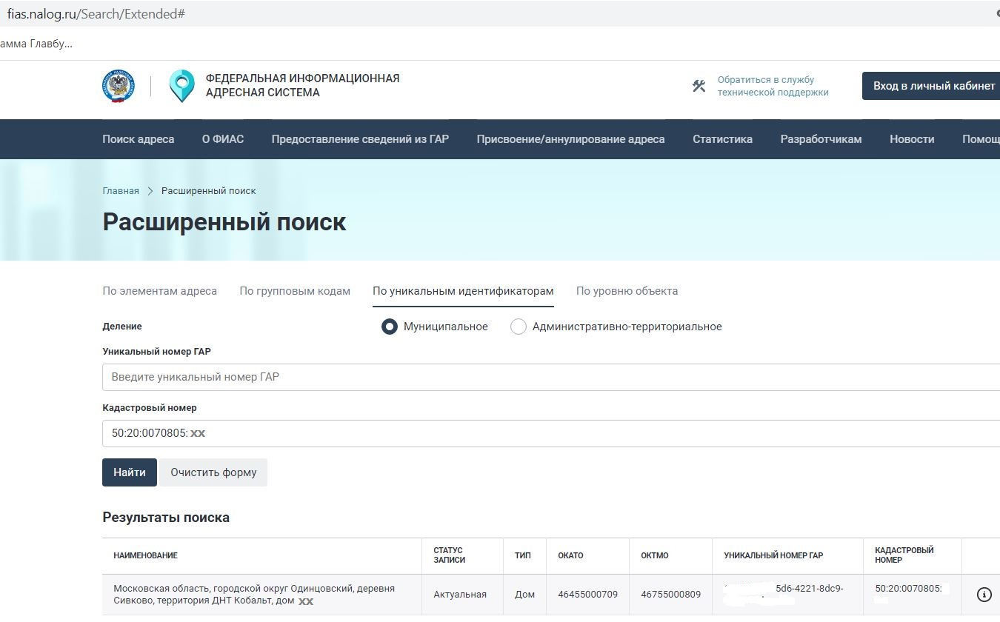 fias.nalog.ru/Search/Extended#
амма Главбу...
ФЕДЕРАЛЬНАЯ ИНФОРМАЦИОННАЯ
АДРЕСНАЯ СИСТЕМА
Обратиться в службу
технической поддержки
Вход в личный кабинет
Поиск адреса О ФИАС Предоставление сведений из ГАР Присвоение/аннулирование адреса Статистика Разработчикам Новости Помощ
Главная > Расширенный поиск
Расширенный поиск
По элементам адреса По групповым кодам По уникальным идентификаторам По уровню объекта
Деление Муниципальное Административно-территориальное
Уникальный номер ГАР
Введите уникальный номер ГАР
Кадастровый номер
50:20:0070805: xx
Найти Очистить форму
Результаты поиска
НАИМЕНОВАНИЕ СТАТУС ЗАПИСИ ТИП ОКАТО ОКТМО УНИКАЛЬНЫЙ НОМЕР ГАР КАДАСТРОВЫЙ НОМЕР
Московская область, городской округ Одинцовский, деревня
Сивково, территория ДНТ Кобальт, дом xx
Актуальная Дом 46455000709 46755000809 5d6-4221-8dc9- 50:20:0070805: